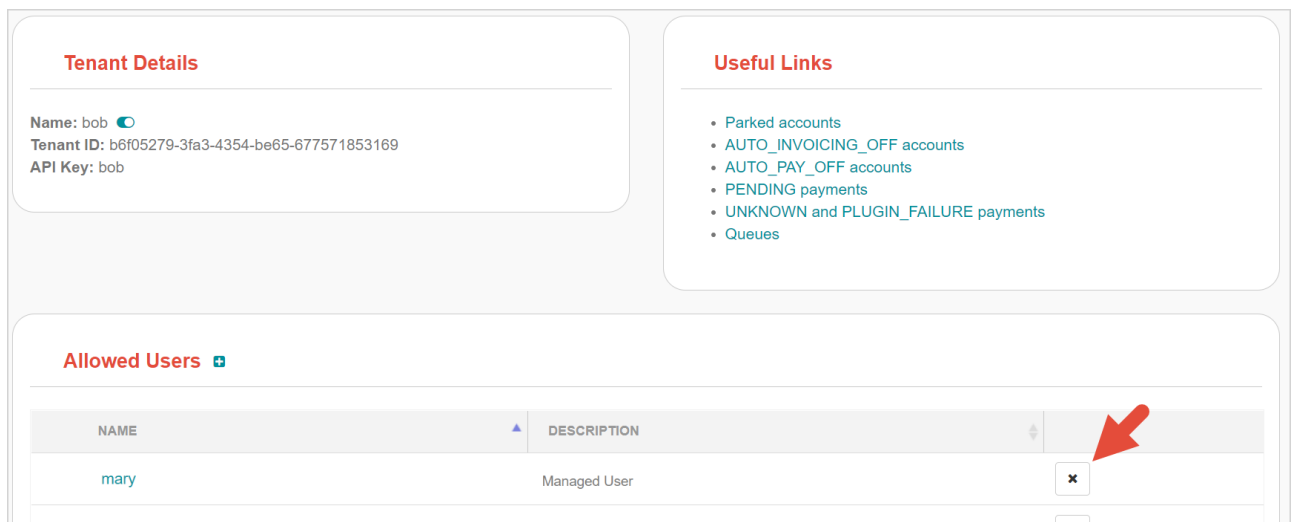 Tenant Details
Name: bob
Tenant ID: b6f05279-3fa3-4354-be65-677571853169
API Key: bob
Useful Links
Parked accounts
AUTO_INVOICING_OFF accounts
AUTO_PAY_OFF accounts
PENDING payments
UNKNOWN and PLUGIN_FAILURE payments
Queues
Allowed Users
NAME DESCRIPTION
mary Managed User